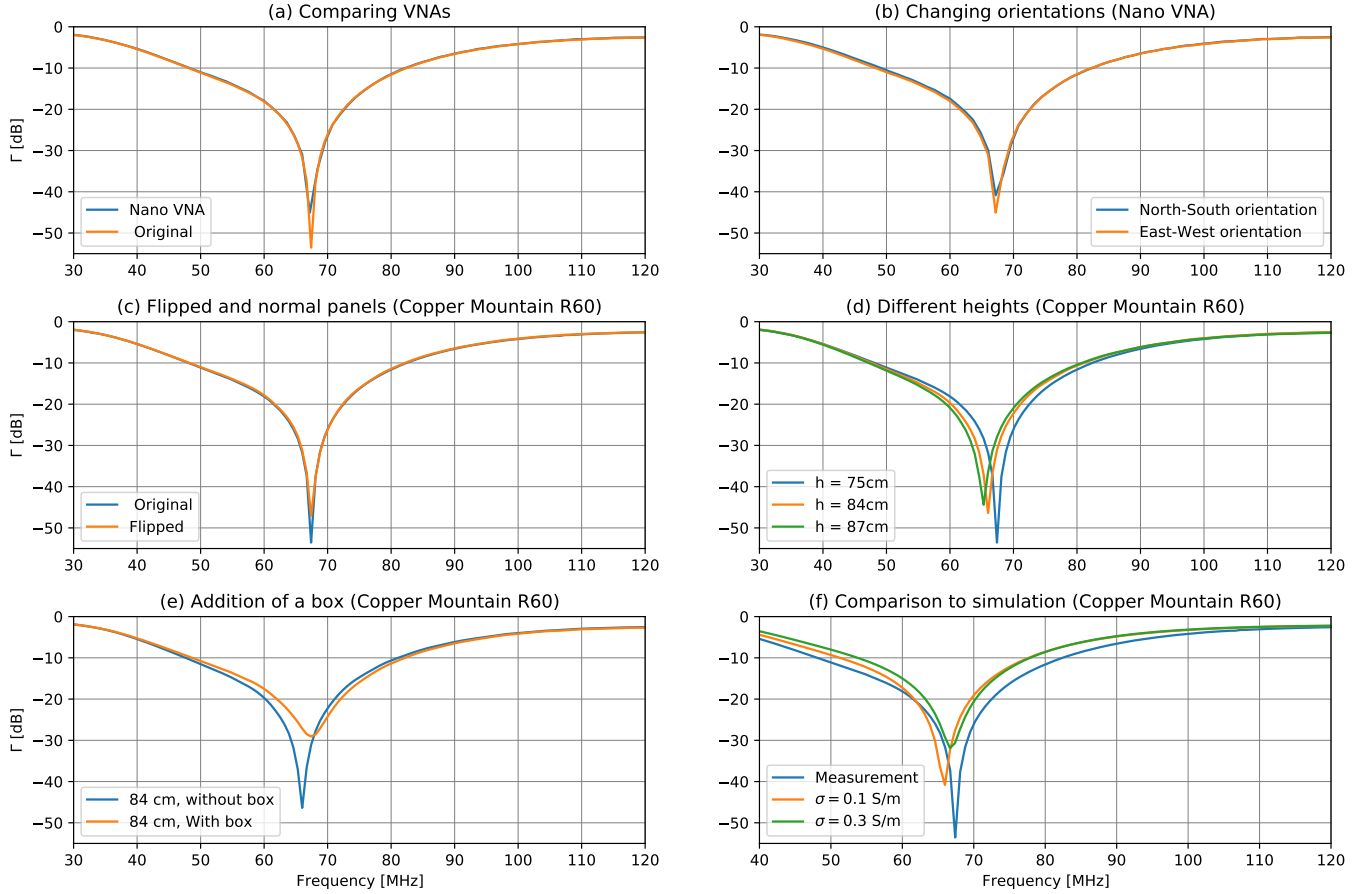 (a) Comparing VNAs
0
−10
−20
−30
−40
−50
Γ [dB]
Nano VNA
Original
30 40 50 60 70 80 90 100 110 120
(b) Changing orientations (Nano VNA)
0
−10
−20
−30
−40
−50
North-South orientation
East-West orientation
30 40 50 60 70 80 90 100 110 120
(c) Flipped and normal panels (Copper Mountain R60)
0
−10
−20
−30
−40
−50
Γ [dB]
Original
Flipped
30 40 50 60 70 80 90 100 110 120
(d) Different heights (Copper Mountain R60)
0
−10
−20
−30
−40
−50
h = 75cm
h = 84cm
h = 87cm
30 40 50 60 70 80 90 100 110 120
(e) Addition of a box (Copper Mountain R60)
0
−10
−20
−30
−40
−50
Γ [dB]
84 cm, without box
84 cm, With box
30 40 50 60 70 80 90 100 110 120
Frequency [MHz]
(f) Comparison to simulation (Copper Mountain R60)
0
−10
−20
−30
−40
−50
Measurement
σ = 0.1 S/m
σ = 0.3 S/m
40 50 60 70 80 90 100 110 120
Frequency [MHz]